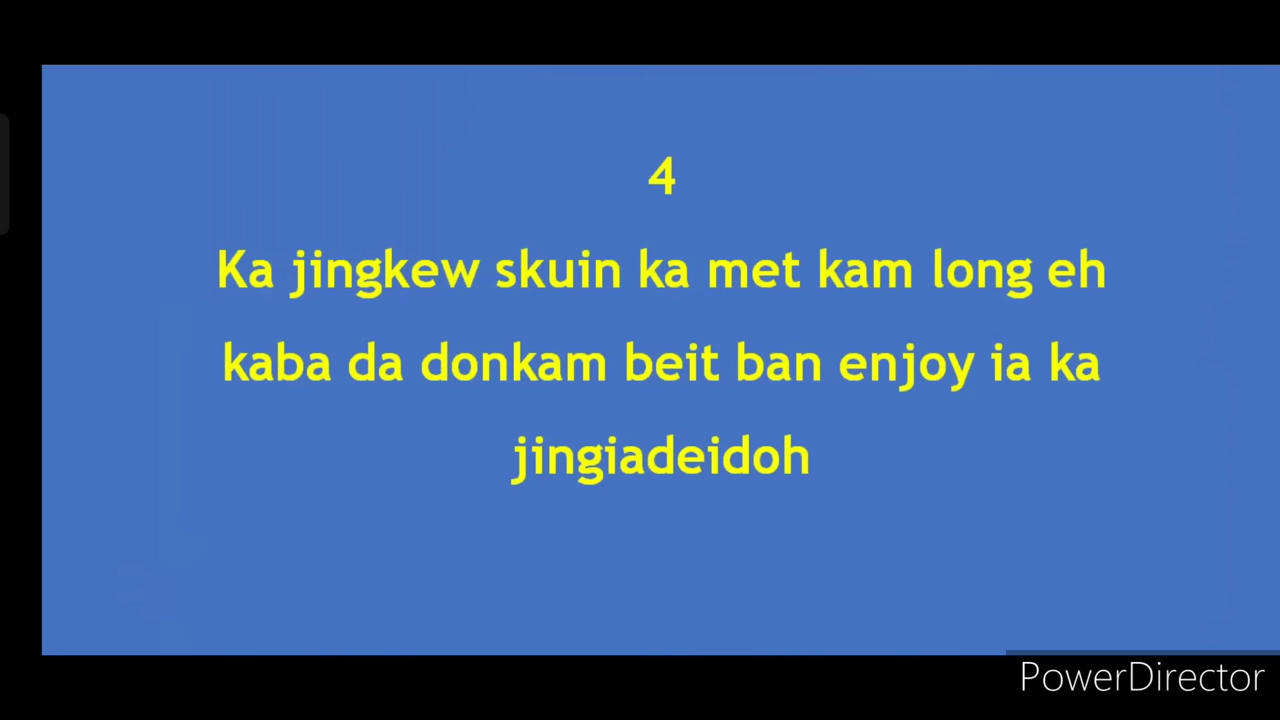 4
Ka jingkew skuin ka met kam long eh
kaba da donkam beit ban enjoy ia ka
jingiadeidoh
PowerDirector